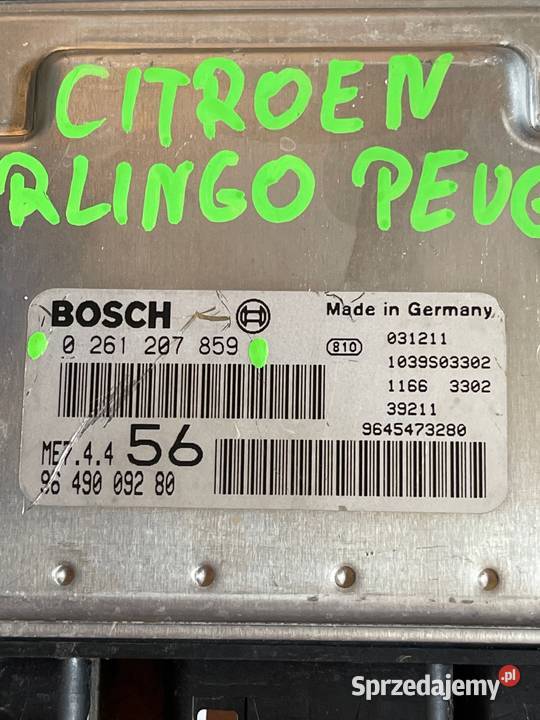 CITROEN
RLINGO PEUG
BOSCH
Made in Germany
0 261 207 859
810
031211
1039S03302
1166 3302
39211
9645473280
ME7.4.4 56
96 490 092 80
Sprzedajemy.pl